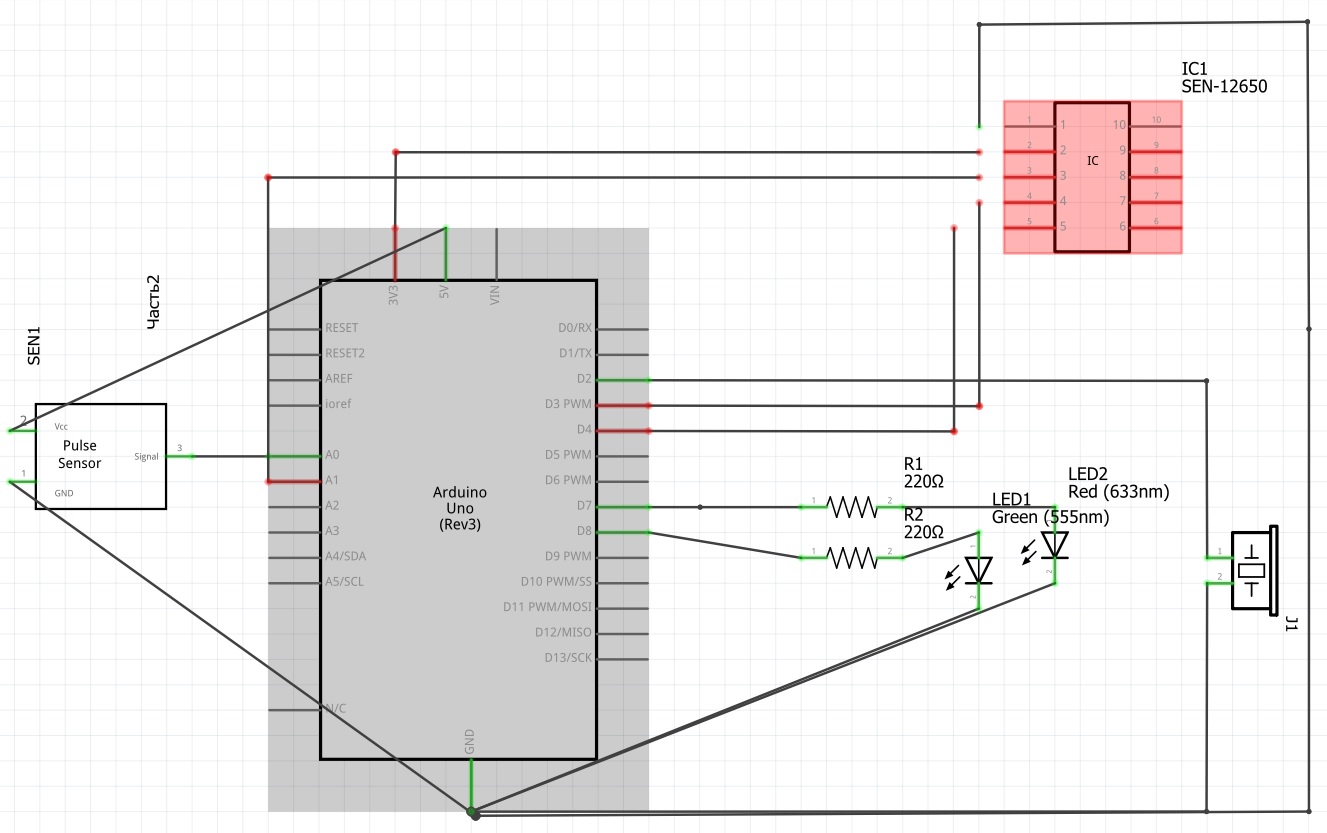 IC1
SEN-12650
1
1
10
10
2
2
9
9
IC
3
3
8
8
4
4
7
7
5
5
6
6
Часть2
SEN1
3V3
5V
VIN
RESET
D0/RX
RESET2
D1/TX
AREF
D2
ioref
D3 PWM
D4
2
Vcc
Pulse
Sensor
Signal
3
1
GND
A0
D5 PWM
A1
D6 PWM
A2
D7
A3
D8
A4/SDA
D9 PWM
A5/SCL
D10 PWM/SS
D11 PWM/MOSI
D12/MISO
D13/SCK
N/C
GND
Arduino
Uno
(Rev3)
R1
220Ω
1
2
R2
220Ω
1
2
LED2
Red (633nm)
LED1
Green (555nm)
1
2
1
2
1
2
J1